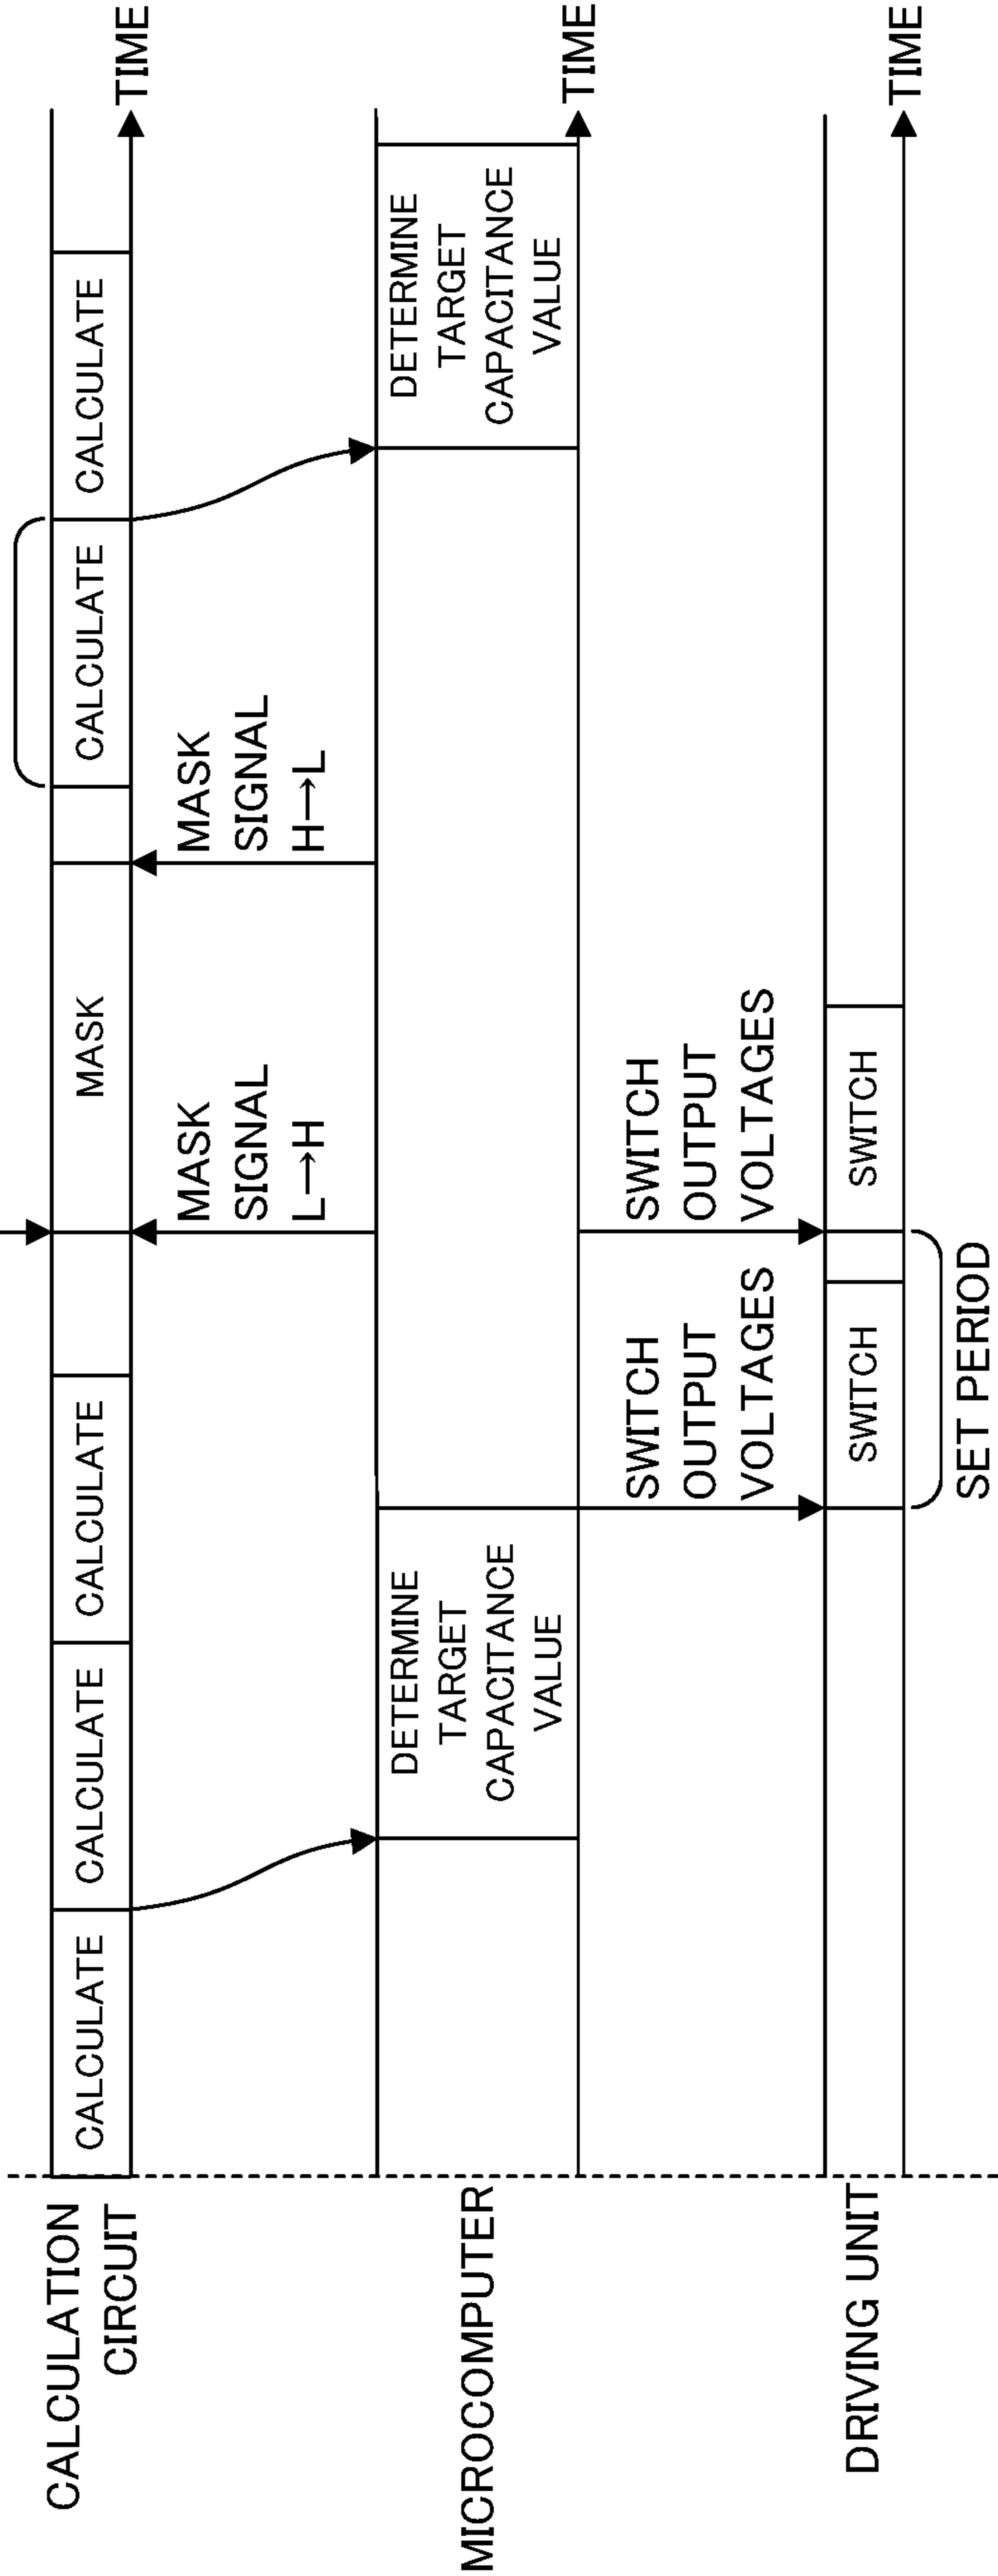 CALCULATION
CIRCUIT
CALCULATE
CALCULATE
CALCULATE
MASK
CALCULATE
CALCULATE
TIME
MASK
SIGNAL
L→H
MASK
SIGNAL
H→L
MICROCOMPUTER
DETERMINE
TARGET
CAPACITANCE
VALUE
DETERMINE
TARGET
CAPACITANCE
VALUE
TIME
SWITCH
OUTPUT
VOLTAGES
SWITCH
OUTPUT
VOLTAGES
DRIVING UNIT
SWITCH
SWITCH
TIME
SET PERIOD